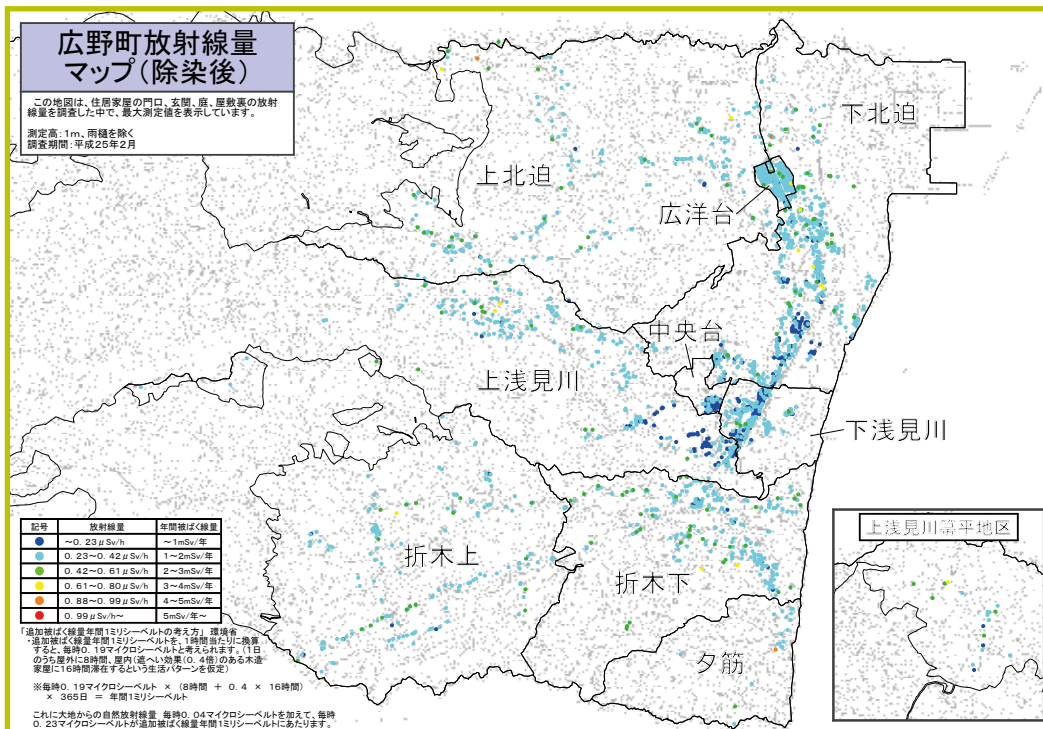 広野町放射線量
マップ(除染後)
この地図は、住居家屋の門口、玄関、庭、屋敷裏の放射
線量を調査した中で、最大測定値を表示しています。
測定高:1m、雨樋を除く
調査期間:平成25年2月
下北迫
上北迫
広洋台
中央台
上浅見川
下浅見川
折木上
折木下
夕筋
上浅見川箒平地区
記号 放射線量 年間被ばく線量
~0.23μSv/h ~1mSv/年
0.23~0.42μSv/h 1~2mSv/年
0.42~0.61μSv/h 2~3mSv/年
0.61~0.80μSv/h 3~4mSv/年
0.88~0.99μSv/h 4~5mSv/年
0.99μSv/h~ 5mSv/年~
「追加被ばく線量年間1ミリシーベルトの考え方」 環境省
・追加被ばく線量年間1ミリシーベルトを、1時間当たりに換算
すると、毎時0.19マイクロシーベルトと考えられます。(1日
のうち屋外に8時間、屋内(遮へい効果(0.4倍)のある木造
家屋に16時間滞在するという生活パターンを仮定)
※毎時0.19マイクロシーベルト × (8時間 + 0.4 × 16時間)
× 365日 = 年間1ミリシーベルト
これに大地からの自然放射線量 毎時0.04マイクロシーベルトを加えて、毎時
0.23マイクロシーベルトが追加被ばく線量年間1ミリシーベルトにあたります。